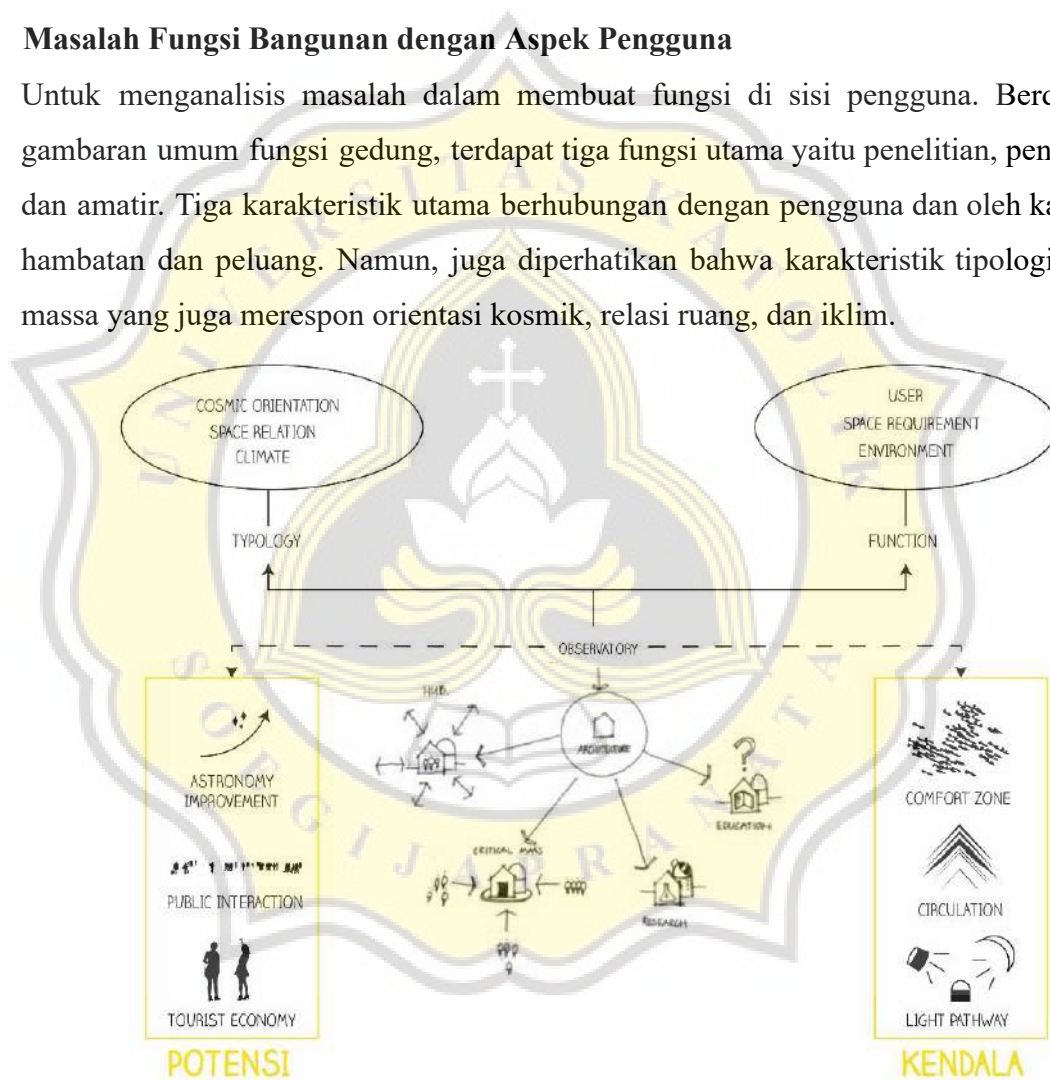 Masalah Fungsi Bangunan dengan Aspek Pengguna
Untuk menganalisis masalah dalam membuat fungsi di sisi pengguna.
gambaran umum fungsi gedung, terdapat tiga fungsi utama yaitu penelitian,
dan amatir. Tiga karakteristik utama berhubungan dengan pengguna dan oleh
hambatan dan peluang. Namun, juga diperhatikan bahwa karakteristik tipologi
massa yang juga merespon orientasi kosmik, relasi ruang, dan iklim.
UNIVERSITAS KATOLIK
SOEGIJAPRANATA
COSMIC ORIENTATION
SPACE RELATION
CLIMATE
USER
SPACE REQUIREMENT
ENVIRONMENT
TYPOLOGY
FUNCTION
OBSERVATORY
HUB.
ARCHITECTURE
EDUCATION
CRITICAL MASS
RESEARCH
ASTRONOMY
IMPROVEMENT
PUBLIC INTERACTION
TOURIST ECONOMY
POTENSI
COMFORT ZONE
CIRCULATION
LIGHT PATHWAY
KENDALA